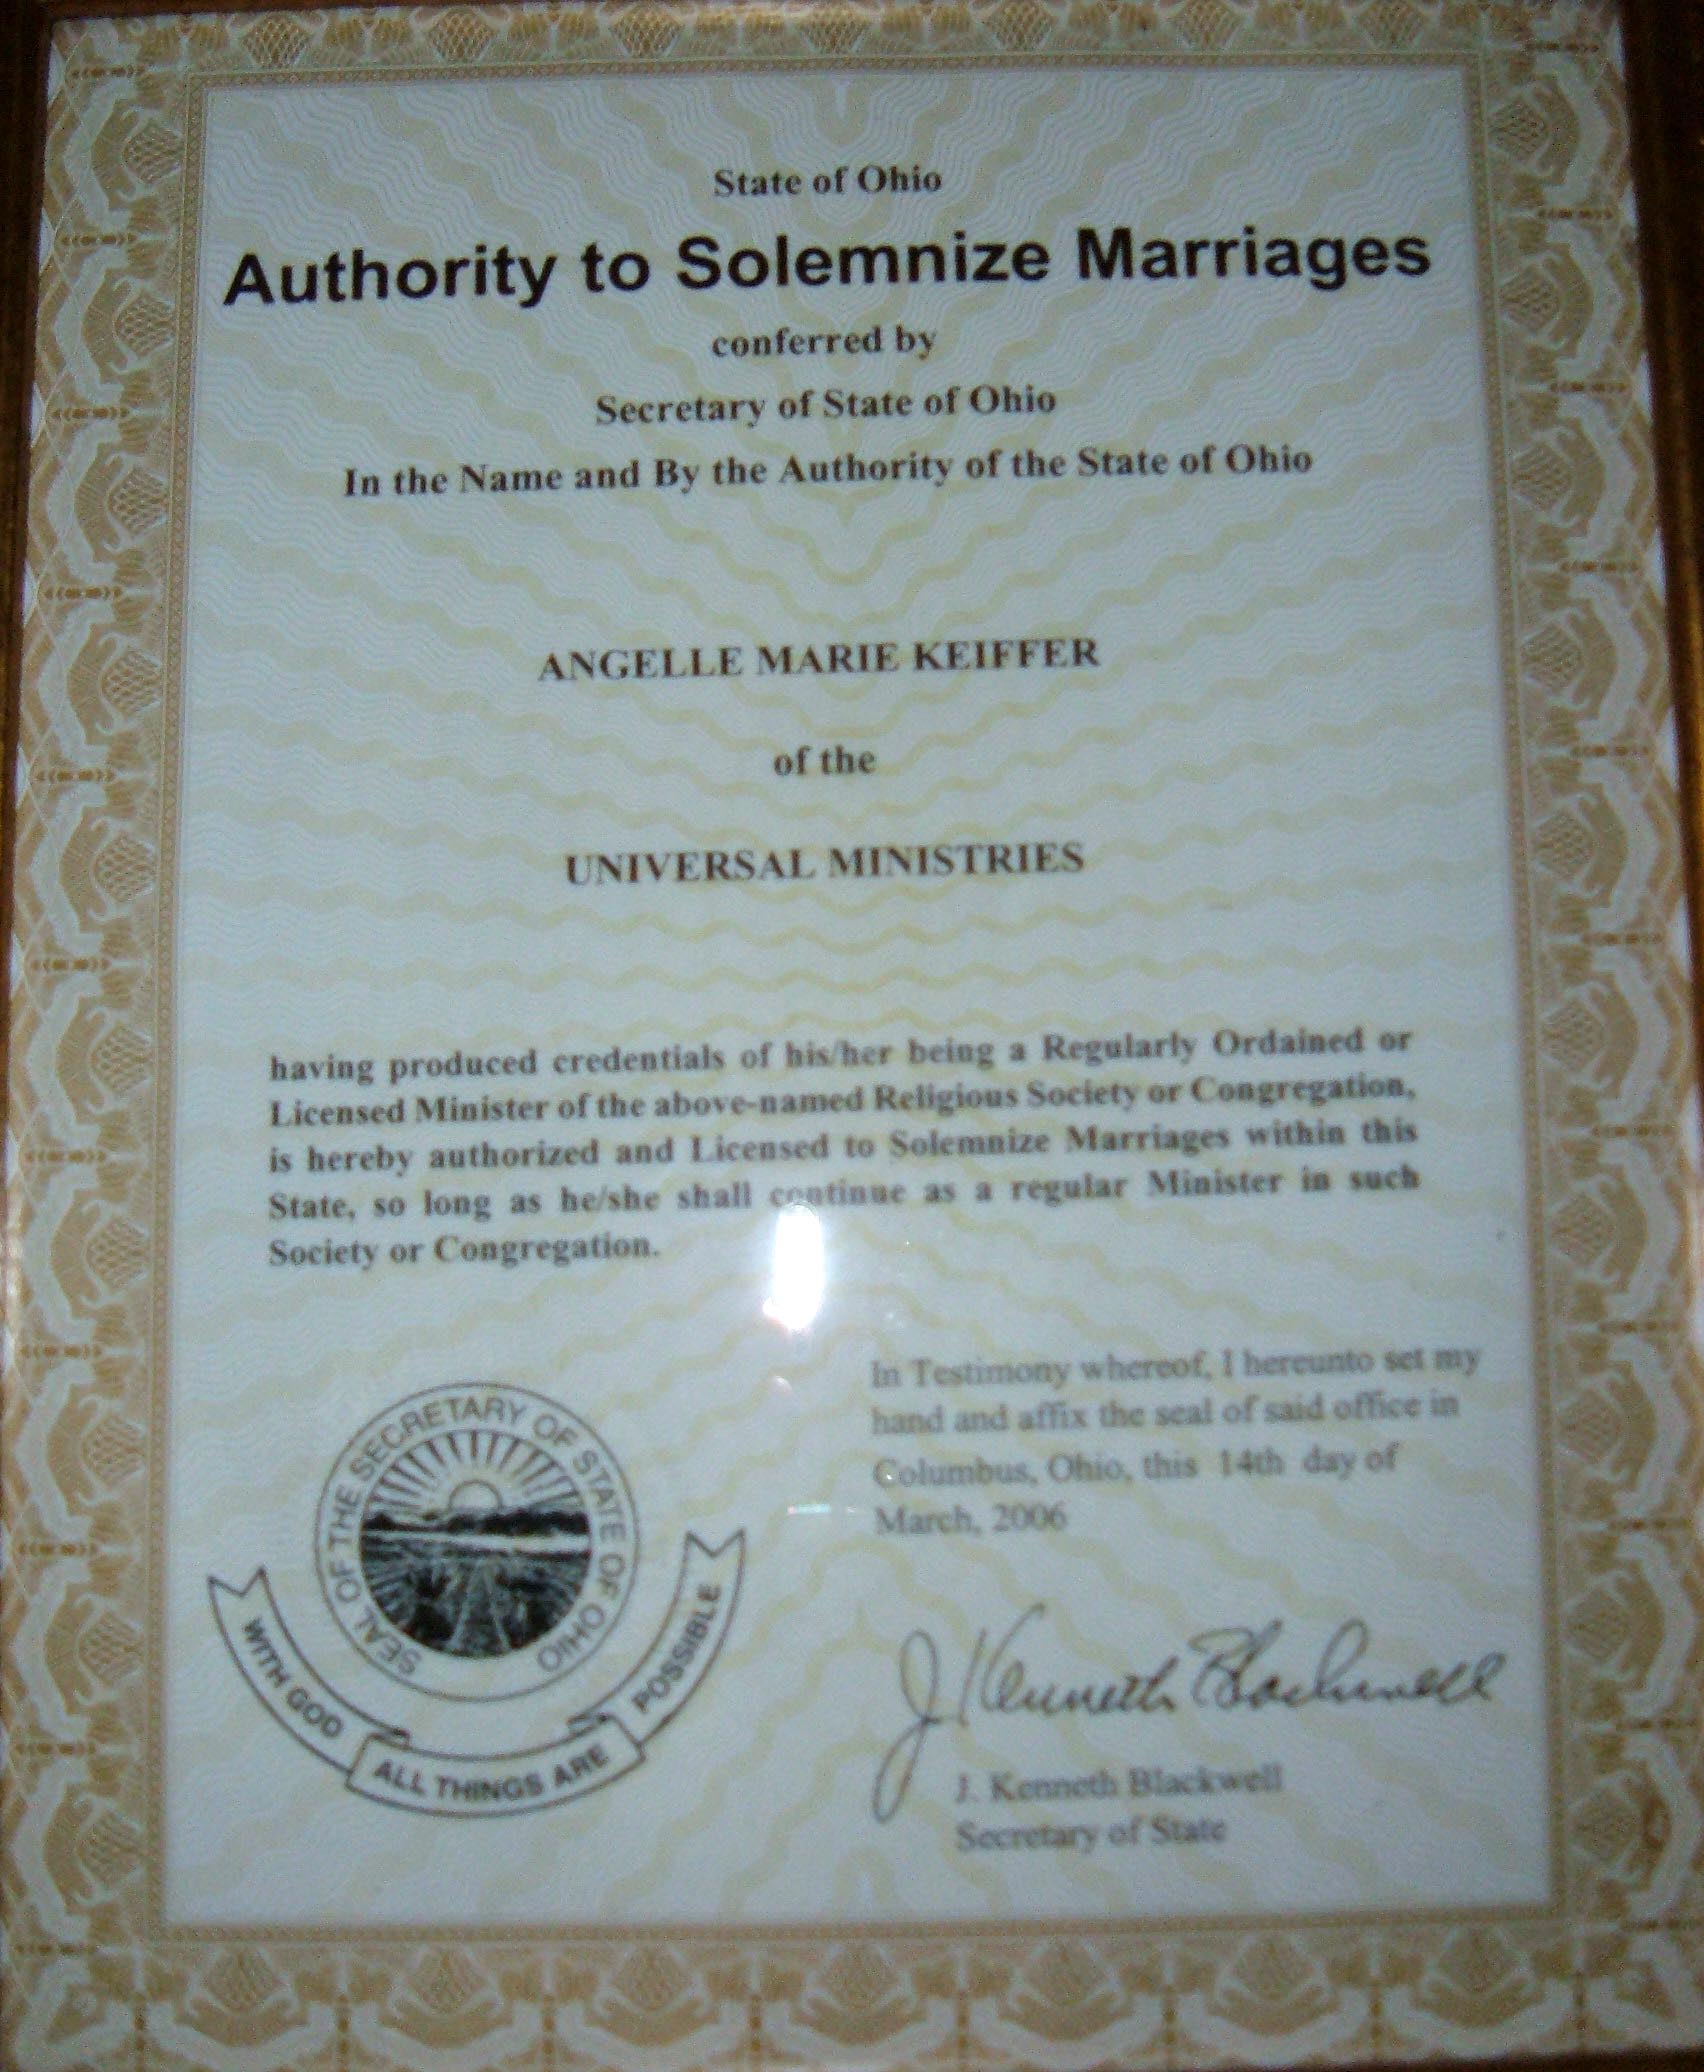 State of Ohio
Authority to Solemnize Marriages
conferred by
Secretary of State of Ohio
In the Name and By the Authority of the State of Ohio
ANGELLE MARIE KEIFFER
of the
UNIVERSAL MINISTRIES
having produced credentials of his/her being a Regularly Ordained or
Licensed Minister of the above-named Religious Society or Congregation,
is hereby authorized and Licensed to Solemnize Marriages within this
State, so long as he/she shall continue as a regular Minister in such
Society or Congregation.
In Testimony whereof, I hereunto set my
hand and affix the seal of said office in
Columbus, Ohio, this 14th day of
March, 2006
SEAL OF THE SECRETARY OF STATE OF OHIO
WITH GOD
ALL THINGS ARE
POSSIBLE
J Kenneth Blackwell
J. Kenneth Blackwell
Secretary of State